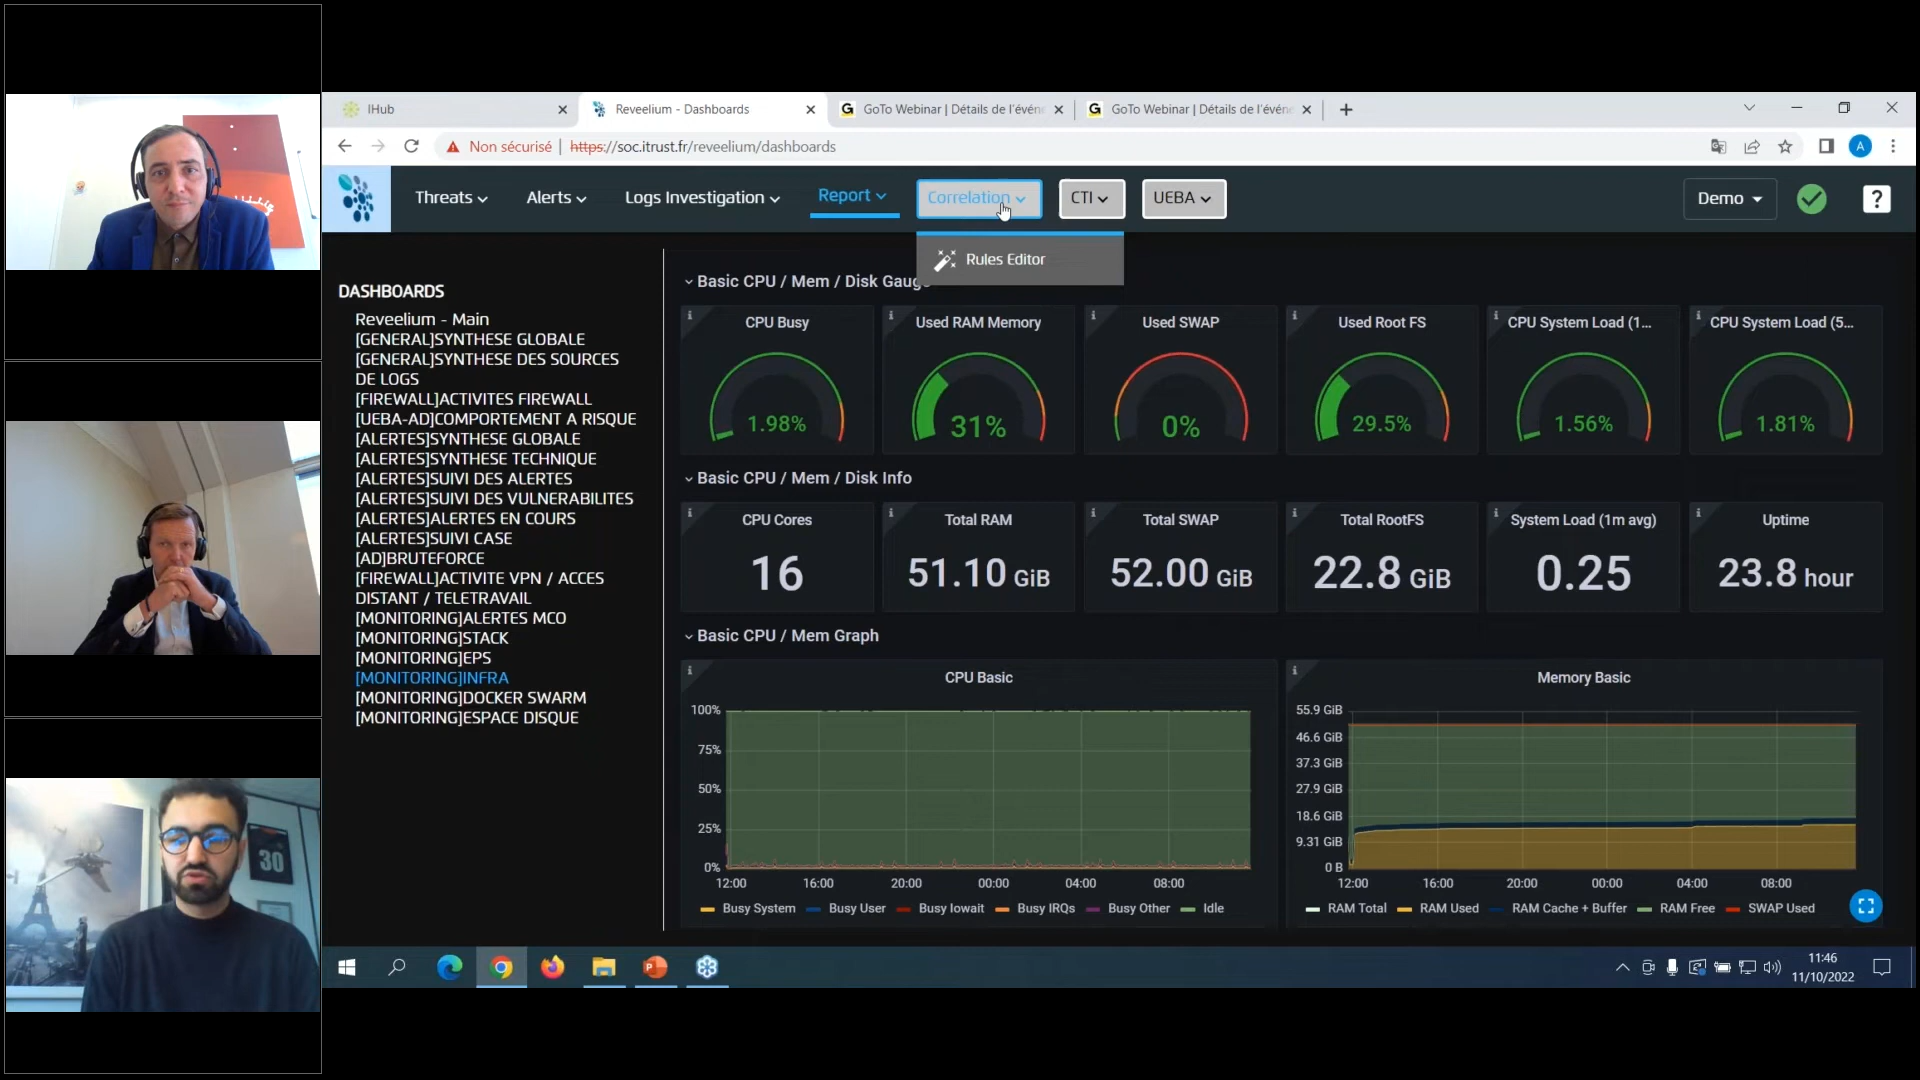 IHub
Reveelium - Dashboards
GoTo Webinar | Détails de l'événe
GoTo Webinar | Détails de l'événe
Non sécurisé | https://soc.itrust.fr/reveelium/dashboards
A
Threats
Alerts
Logs Investigation
Report
Correlation
CTI
UEBA
Demo
?
Rules Editor
DASHBOARDS
Reveelium - Main
[GENERAL]SYNTHESE GLOBALE
[GENERAL]SYNTHESE DES SOURCES
DE LOGS
[FIREWALL]ACTIVITES FIREWALL
[UEBA-AD]COMPORTEMENT A RISQUE
[ALERTES]SYNTHESE GLOBALE
[ALERTES]SYNTHESE TECHNIQUE
[ALERTES]SUIVI DES ALERTES
[ALERTES]SUIVI DES VULNERABILITES
[ALERTES]ALERTES EN COURS
[ALERTES]SUIVI CASE
[AD]BRUTEFORCE
[FIREWALL]ACTIVITE VPN / ACCES
DISTANT / TELETRAVAIL
[MONITORING]ALERTES MCO
[MONITORING]STACK
[MONITORING]EPS
[MONITORING]INFRA
[MONITORING]DOCKER SWARM
[MONITORING]ESPACE DISQUE
Basic CPU / Mem / Disk Gauge
CPU Busy
1.98%
Used RAM Memory
31%
Used SWAP
0%
Used Root FS
29.5%
CPU System Load (1...
1.56%
CPU System Load (5...
1.81%
Basic CPU / Mem / Disk Info
CPU Cores
16
Total RAM
51.10 GiB
Total SWAP
52.00 GiB
Total RootFS
22.8 GiB
System Load (1m avg)
0.25
Uptime
23.8 hour
Basic CPU / Mem Graph
CPU Basic
100%
75%
50%
25%
0%
12:00 16:00 20:00 00:00 04:00 08:00
Busy System Busy User Busy Iowait Busy IRQs Busy Other Idle
Memory Basic
55.9 GiB
46.6 GiB
37.3 GiB
27.9 GiB
18.6 GiB
9.31 GiB
0 B
12:00 16:00 20:00 00:00 04:00 08:00
RAM Total RAM Used RAM Cache + Buffer RAM Free SWAP Used
11:46
11/10/2022
30